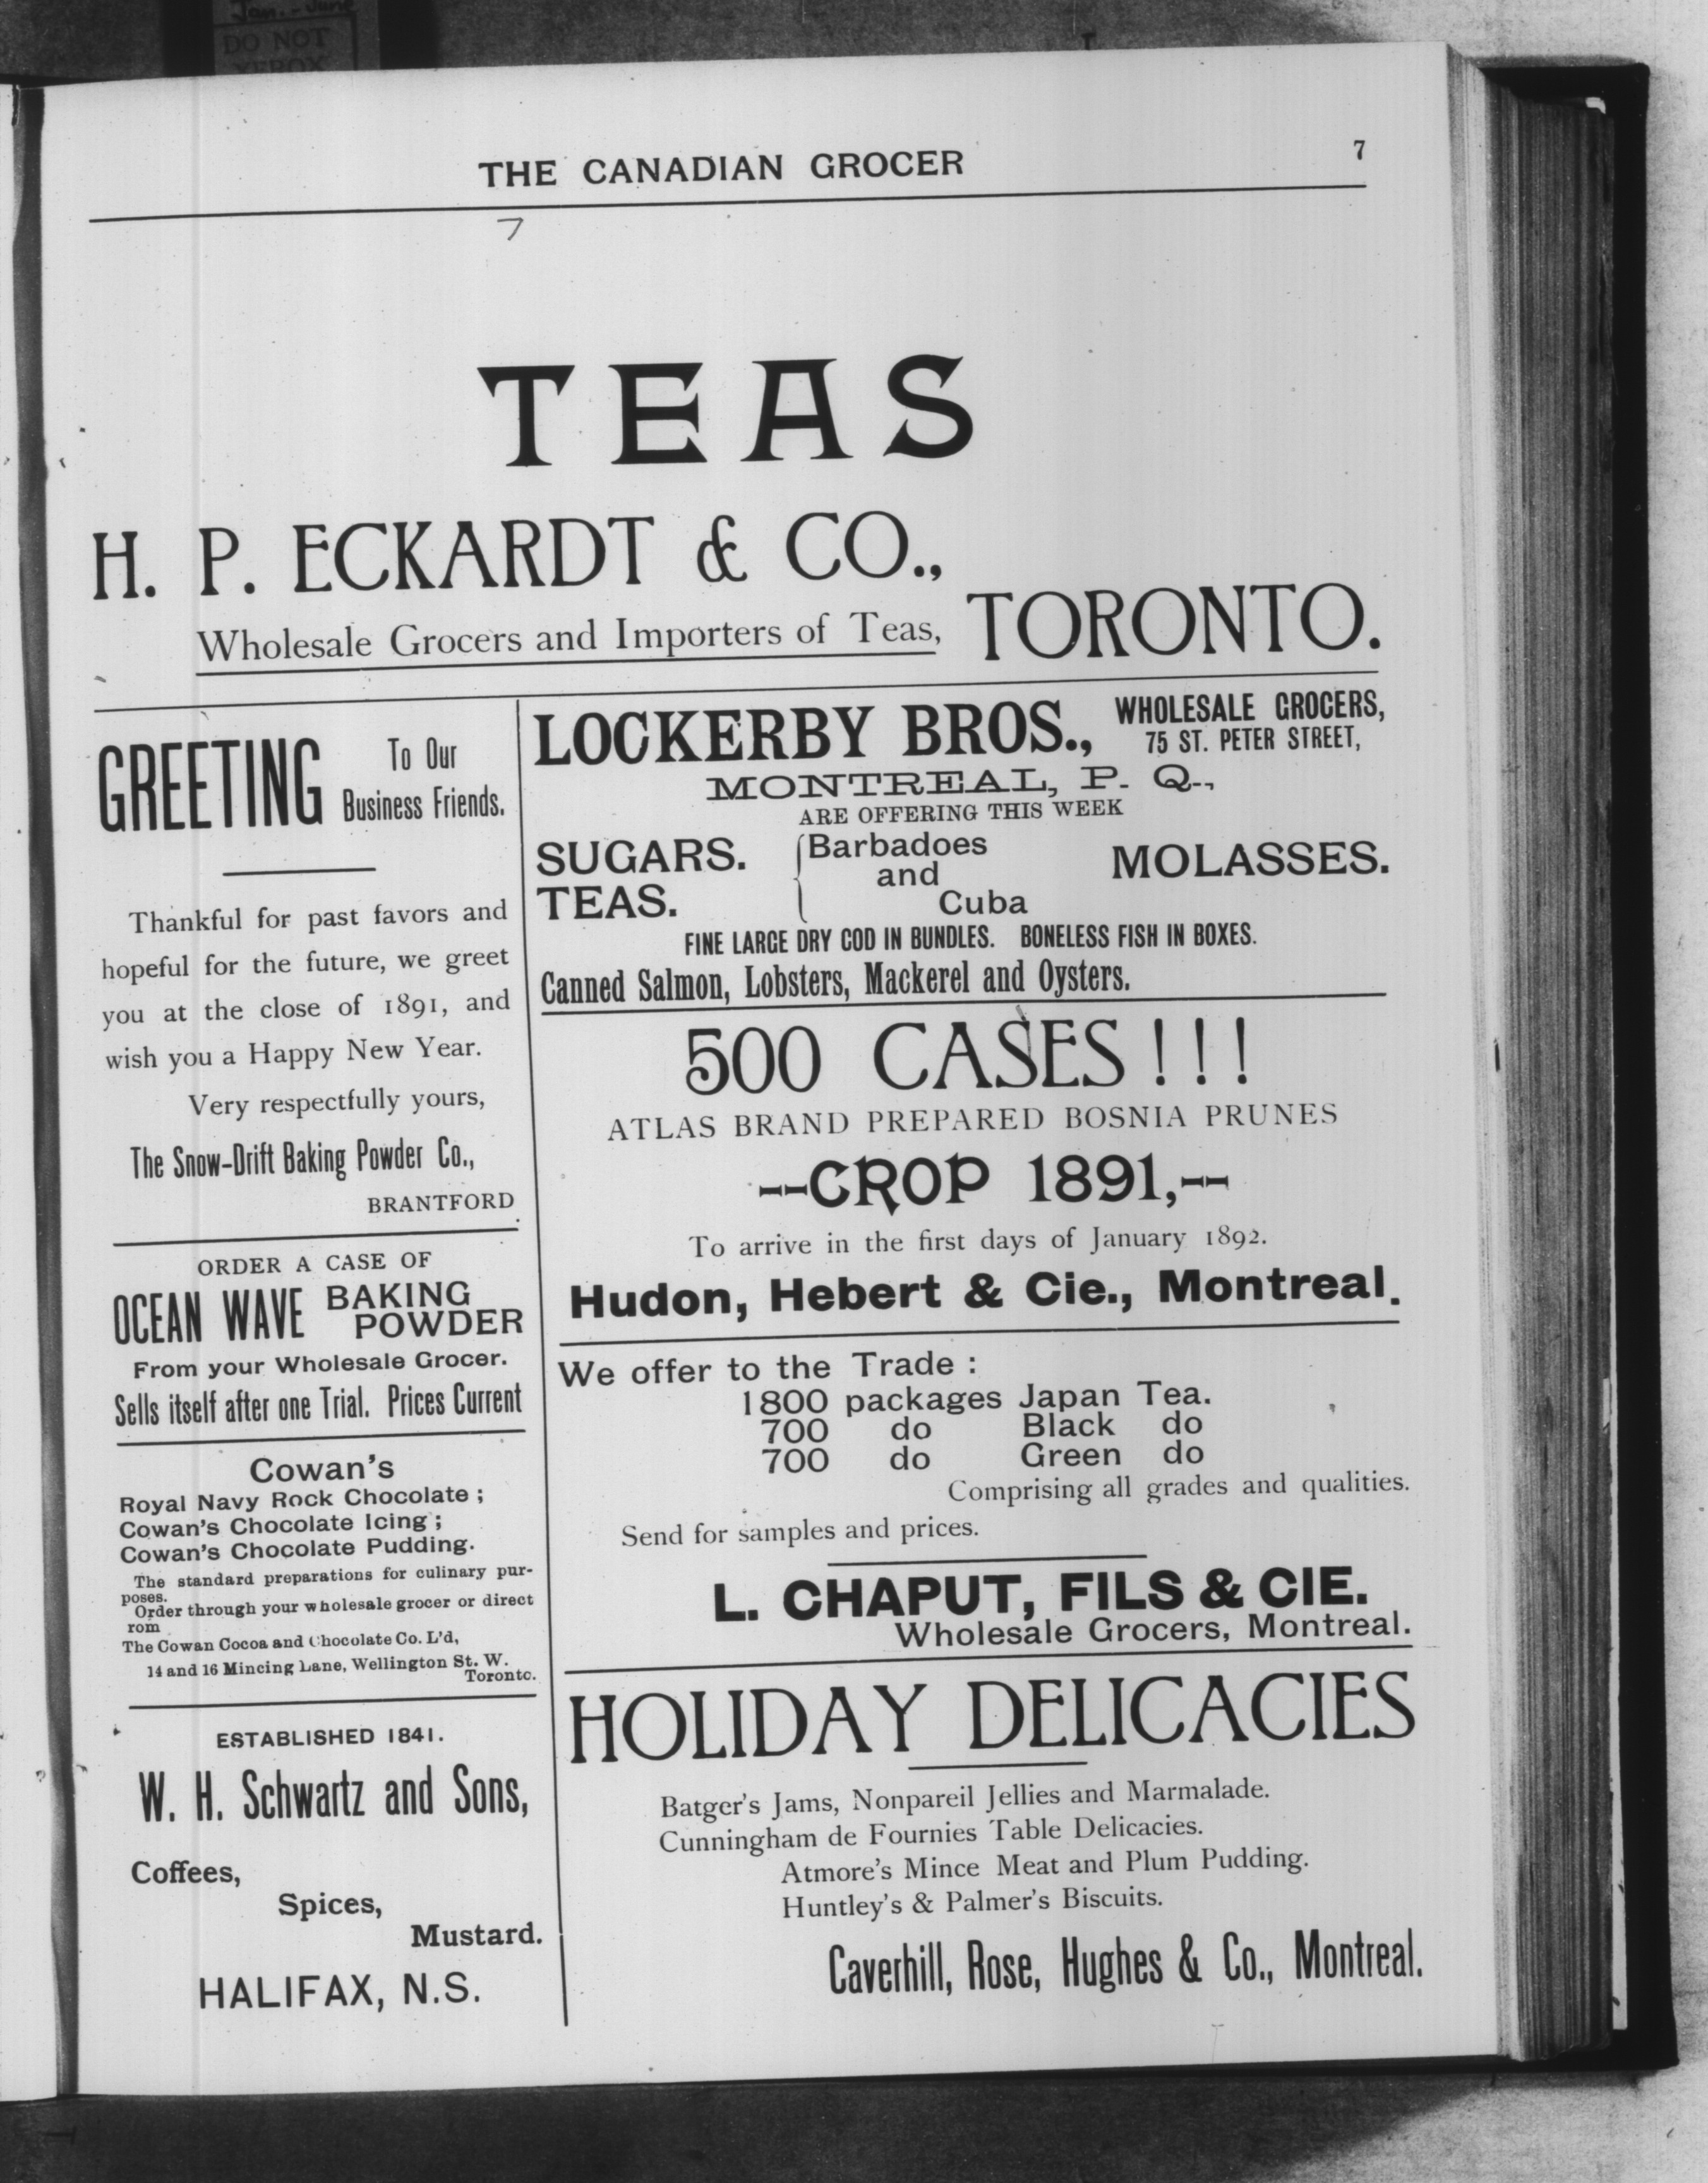 Jan. - June
DO NOT
XEROX
THE CANADIAN GROCER
7
7
TEAS
H. P. ECKARDT & CO.,
Wholesale Grocers and Importers of Teas,
TORONTO.
GREETING
To Our
Business Friends.
Thankful for past favors and
hopeful for the future, we greet
you at the close of 1891, and
wish you a Happy New Year.
Very respectfully yours,
The Snow-Drift Baking Powder Co.,
BRANTFORD
ORDER A CASE OF
OCEAN WAVE BAKING
POWDER
From your Wholesale Grocer.
Sells itself after one Trial. Prices Current
Cowan's
Royal Navy Rock Chocolate ;
Cowan's Chocolate Icing ;
Cowan's Chocolate Pudding.
The standard preparations for culinary pur-
poses.
Order through your wholesale grocer or direct
rom
The Cowan Cocoa and Chocolate Co. L'd,
14 and 16 Mincing Lane, Wellington St. W.
Toronto.
ESTABLISHED 1841.
W. H. Schwartz and Sons,
Coffees,
Spices,
Mustard.
HALIFAX, N.S.
LOCKERBY BROS., WHOLESALE GROCERS,
75 ST. PETER STREET,
MONTREAL, P. Q.,
ARE OFFERING THIS WEEK
SUGARS.
TEAS.
Barbadoes
and
Cuba
MOLASSES.
FINE LARGE DRY COD IN BUNDLES. BONELESS FISH IN BOXES.
Canned Salmon, Lobsters, Mackerel and Oysters.
500 CASES ! ! !
ATLAS BRAND PREPARED BOSNIA PRUNES
--CROP 1891,--
To arrive in the first days of January 1892.
Hudon, Hebert & Cie., Montreal.
We offer to the Trade :
1800 packages Japan Tea.
700 do Black do
700 do Green do
Comprising all grades and qualities.
Send for samples and prices.
L. CHAPUT, FILS & CIE.
Wholesale Grocers, Montreal.
HOLIDAY DELICACIES
Batger's Jams, Nonpareil Jellies and Marmalade.
Cunningham de Fournies Table Delicacies.
Atmore's Mince Meat and Plum Pudding.
Huntley's & Palmer's Biscuits.
Caverhill, Rose, Hughes & Co., Montreal.